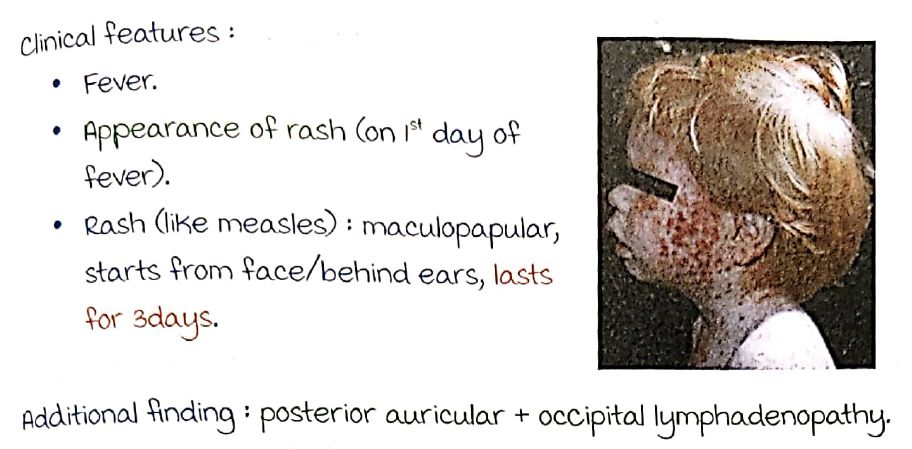 Clinical features :
• Fever.
• Appearance of rash (on 1st day of
fever).
• Rash (like measles) : maculopapular,
starts from face/behind ears, lasts
for 3days.
Additional finding : posterior auricular + occipital lymphadenopathy.